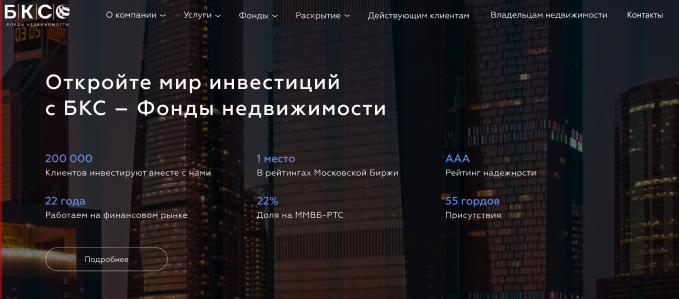 БКС
ФОНДЫ НЕДВИЖИМОСТИ
О компании Услуги Фонды Раскрытие Действующим клиентам Владельцам недвижимости Контакты
Откройте мир инвестиций
с БКС – Фонды недвижимости
200 000 1 место ААА
Клиентов инвестируют вместе с нами В рейтингах Московской Биржи Рейтинг надежности
22 года 22% 55 гордов
Работаем на финансовом рынке Доля на ММВБ-РТС Присутствия
Подробнее